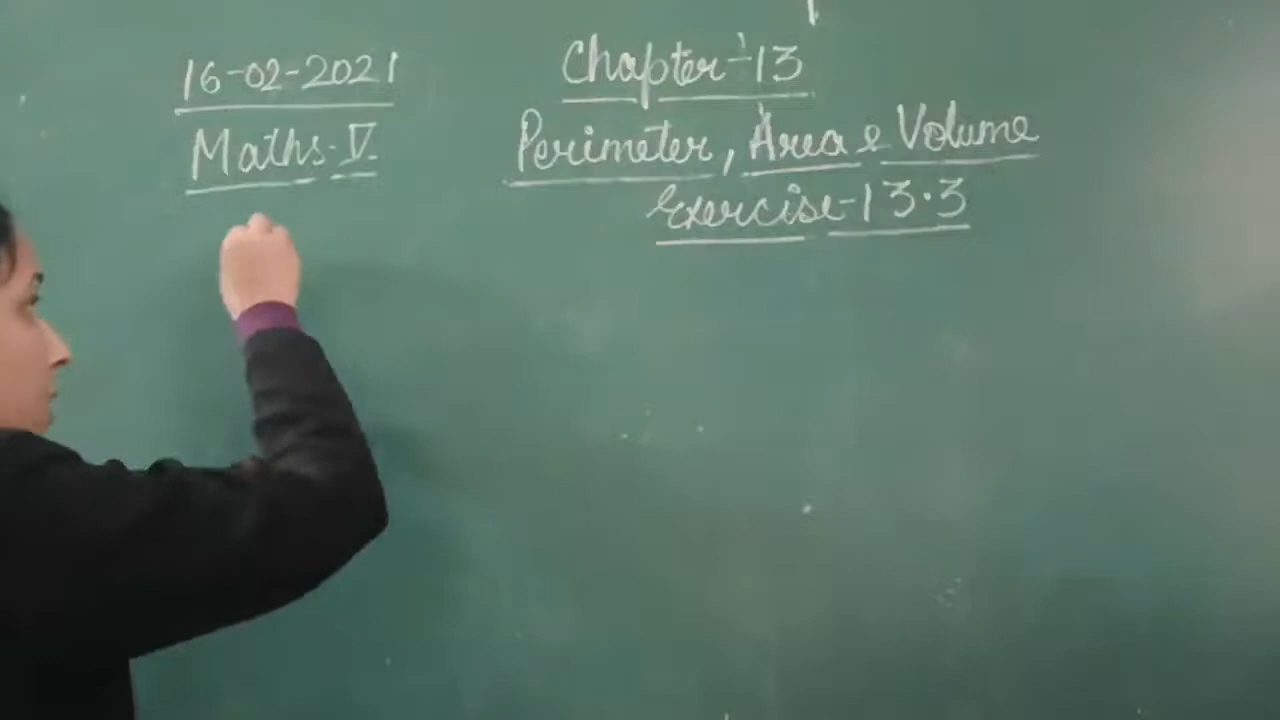 16-02-2021
Maths-V
Chapter-13
Perimeter, Area & Volume
Exercise-13.3